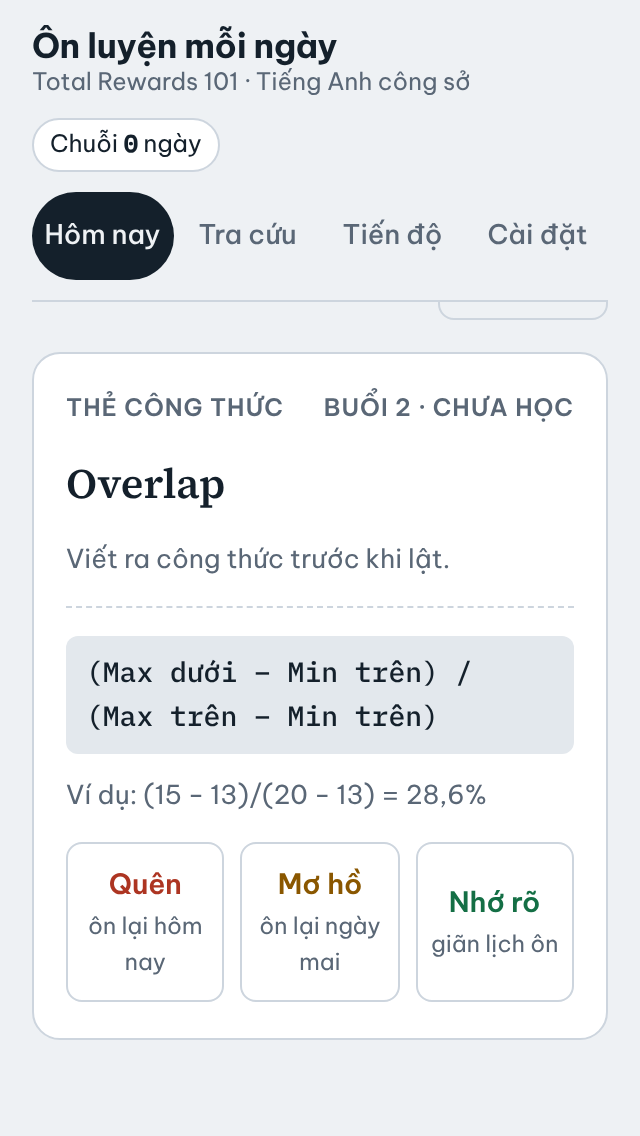 Ôn luyện mỗi ngày
Total Rewards 101 · Tiếng Anh công sở
Chuỗi 0 ngày
Hôm nay Tra cứu Tiến độ Cài đặt
THẺ CÔNG THỨC BUỔI 2 · CHƯA HỌC
Overlap
Viết ra công thức trước khi lật.
(Max dưới – Min trên) /
(Max trên – Min trên)
Ví dụ: (15 – 13)/(20 – 13) = 28,6%
Quên
ôn lại hôm
nay
Mơ hồ
ôn lại ngày
mai
Nhớ rõ
giãn lịch ôn